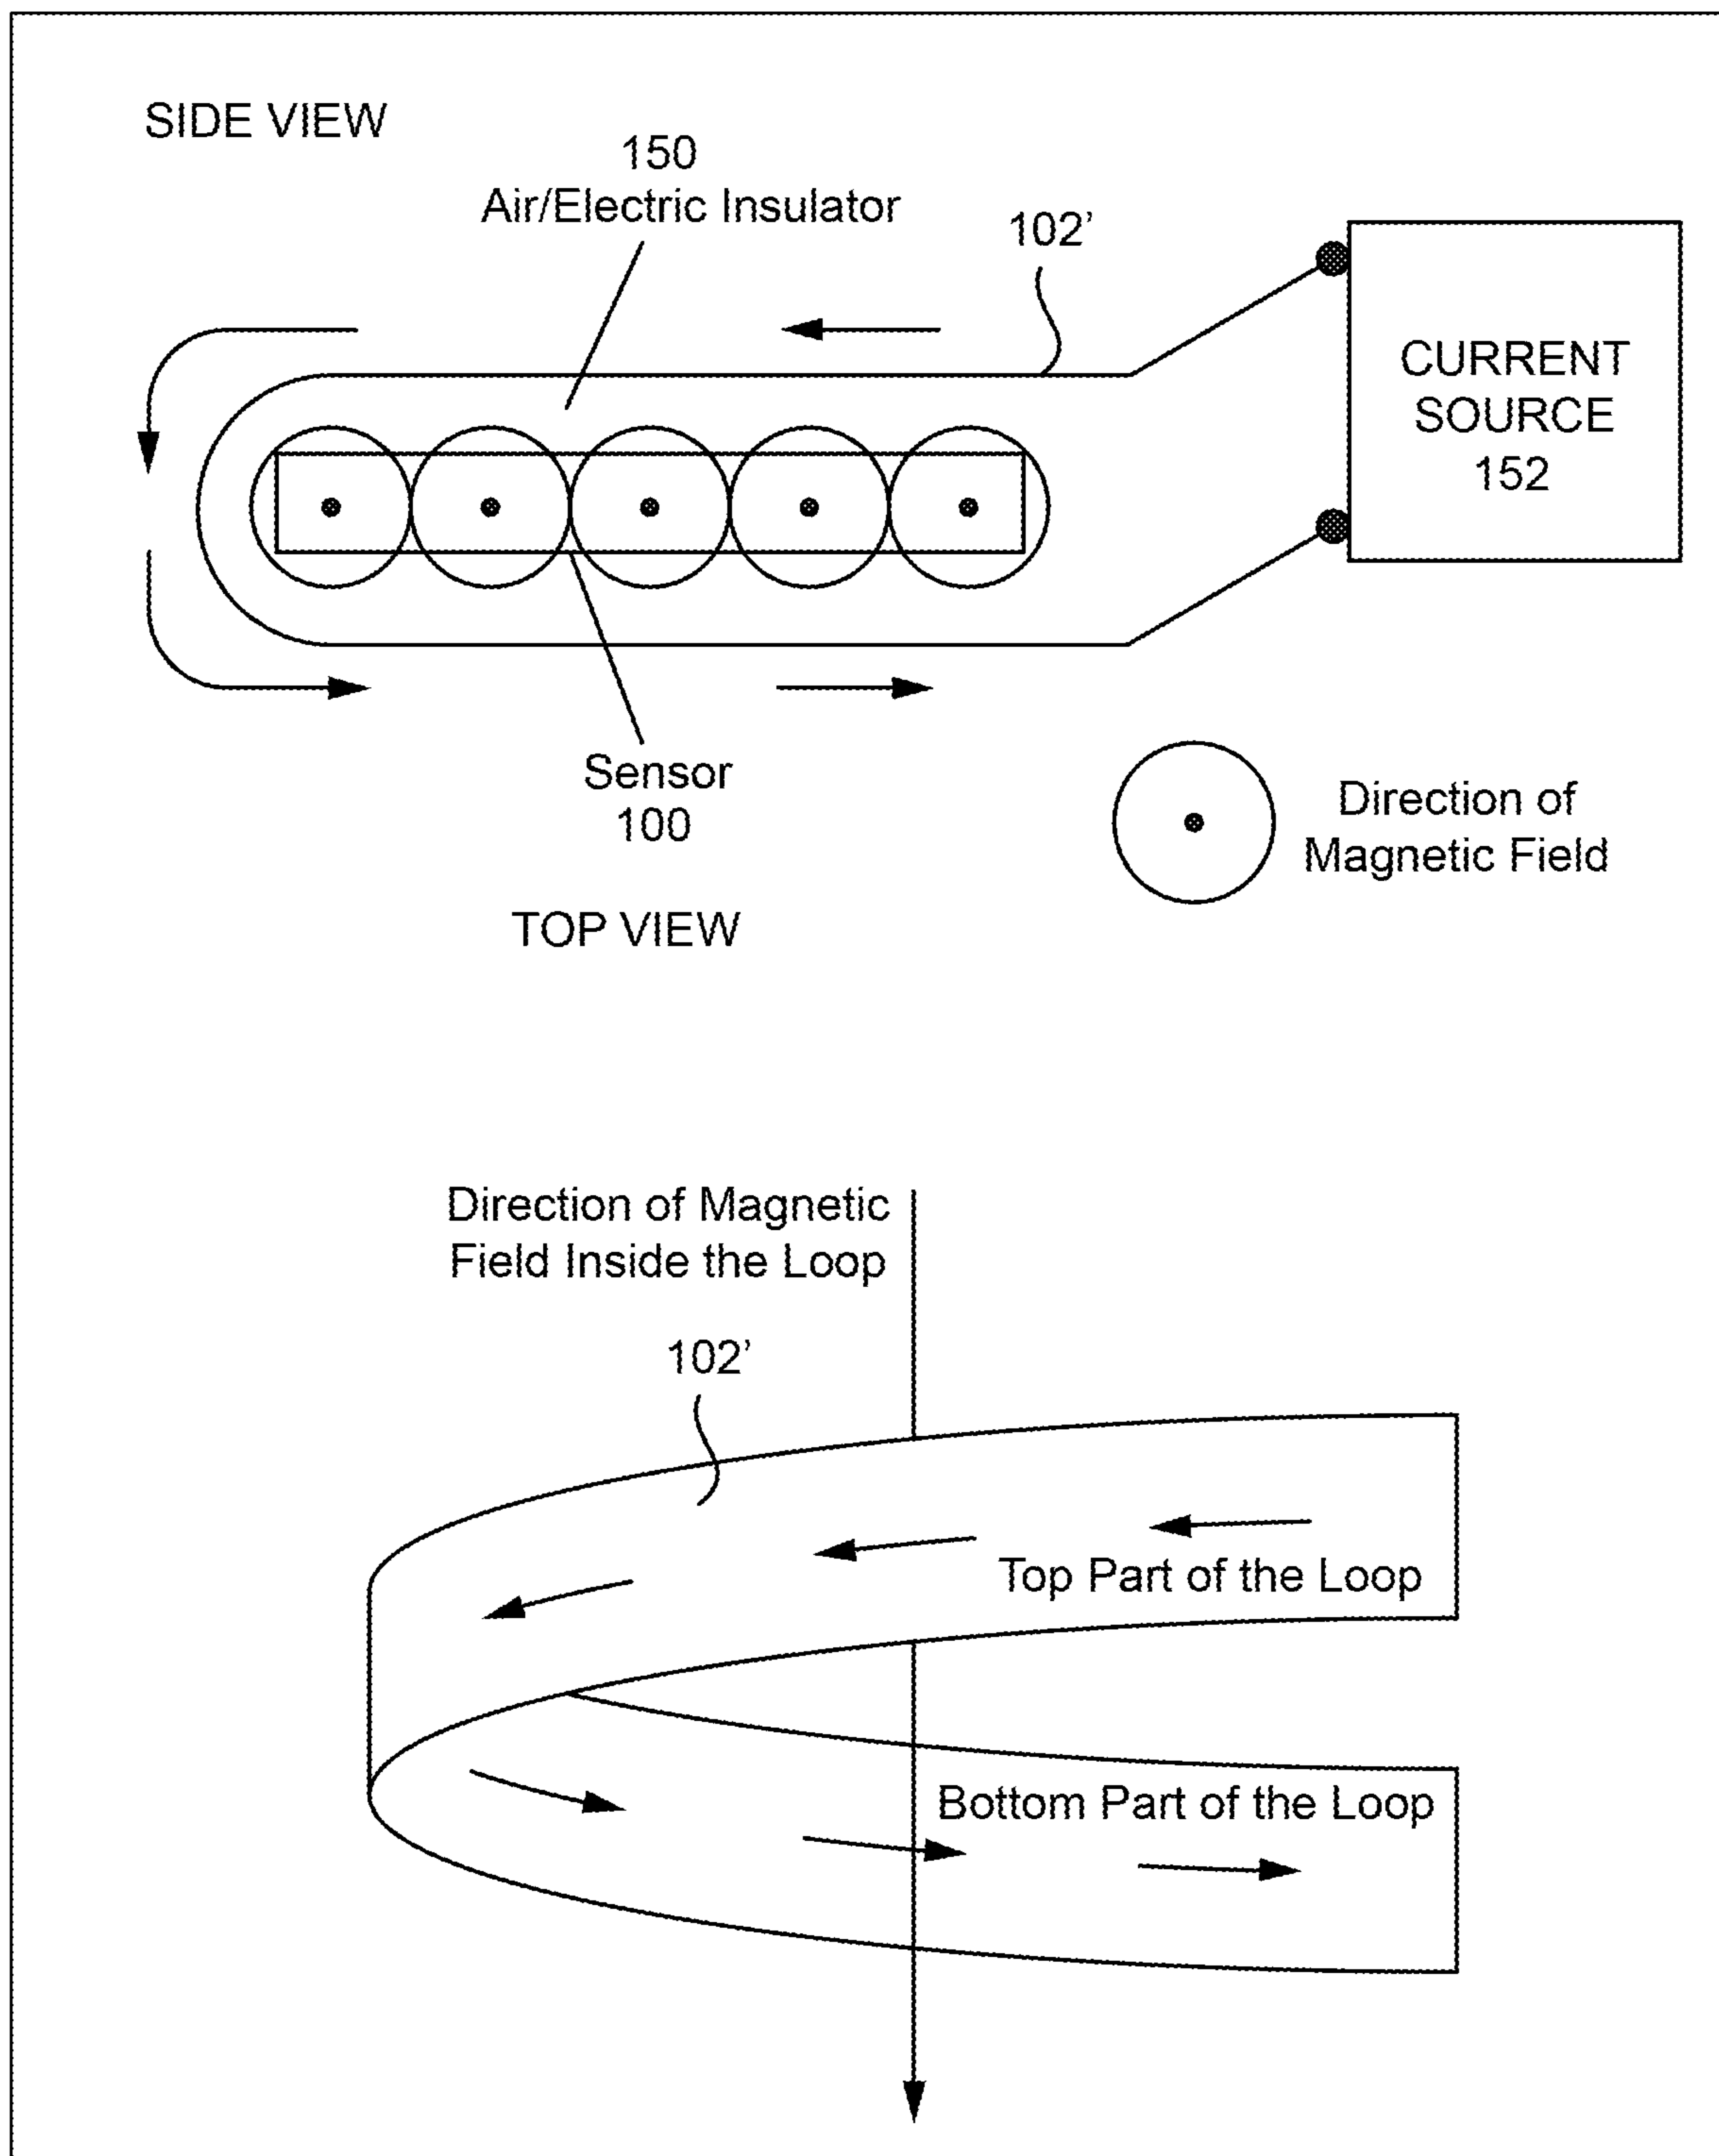 SIDE VIEW
150
Air/Electric Insulator
102’
CURRENT
SOURCE
152
Sensor
100
Direction of
Magnetic Field
TOP VIEW
Direction of Magnetic
Field Inside the Loop
102’
Top Part of the Loop
Bottom Part of the Loop